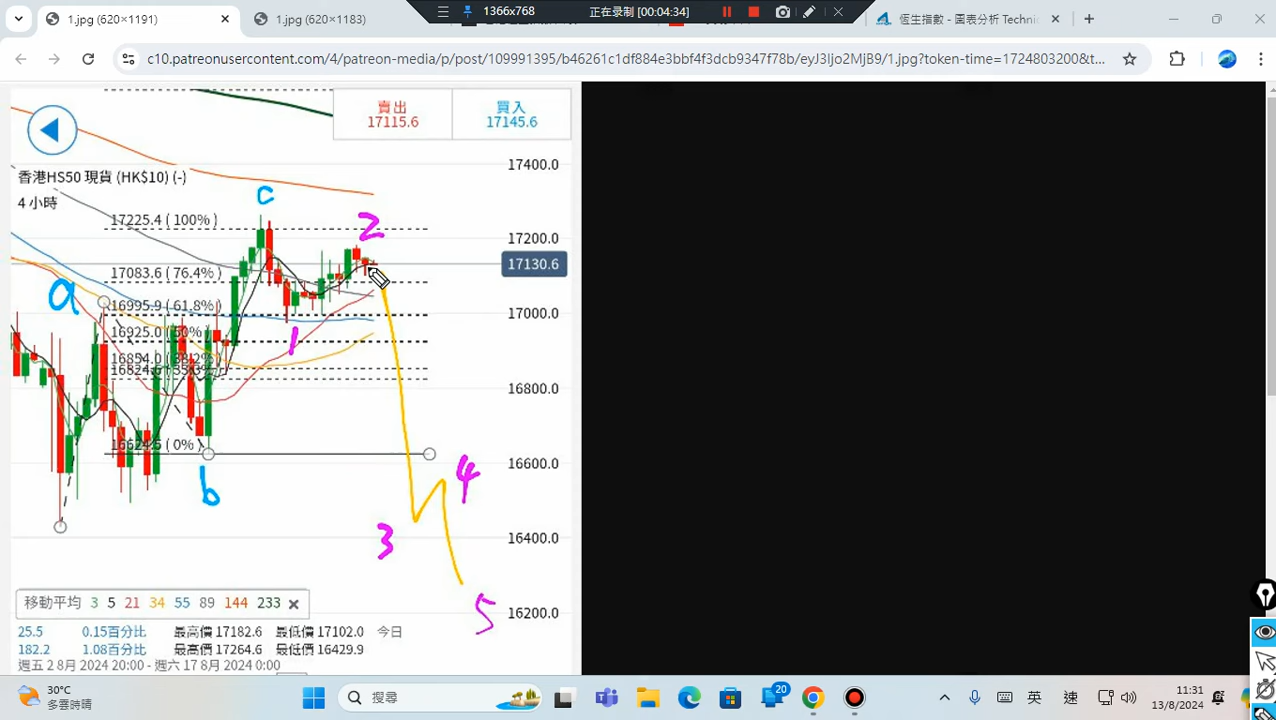 1.jpg (620×1191)
1.jpg (620×1183)
1366x768
正在录制 [00:04:34]
恆生指數 - 圖表分析 Technic
c10.patreonusercontent.com/4/patreon-media/p/post/109991395/b46261c1df884e3bbf4f3dcb9347f78b/eyJ3Ijo2MjB9/1.jpg?token-time=1724803200&t...
賣出
17115.6
買入
17145.6
香港HS50 現貨 (HK$10) (-)
4 小時
17400.0
17200.0
17130.6
17000.0
16800.0
16600.0
16400.0
16200.0
17225.4 ( 100% )
17083.6 ( 76.4% )
16995.9 ( 61.8% )
16925.0 ( 50% )
16854.0 ( 38.2% )
16624.5 ( 0% )
a
b
c
1
2
3
4
5
移動平均 3 5 21 34 55 89 144 233
25.5 0.15百分比 最高價 17182.6 最低價 17102.0 今日
182.2 1.08百分比 最高價 17264.6 最低價 16429.9
週五 2 8月 2024 20:00 - 週六 17 8月 2024 0:00
30°C
多雲時晴
搜尋
20
英
速
11:31
13/8/2024